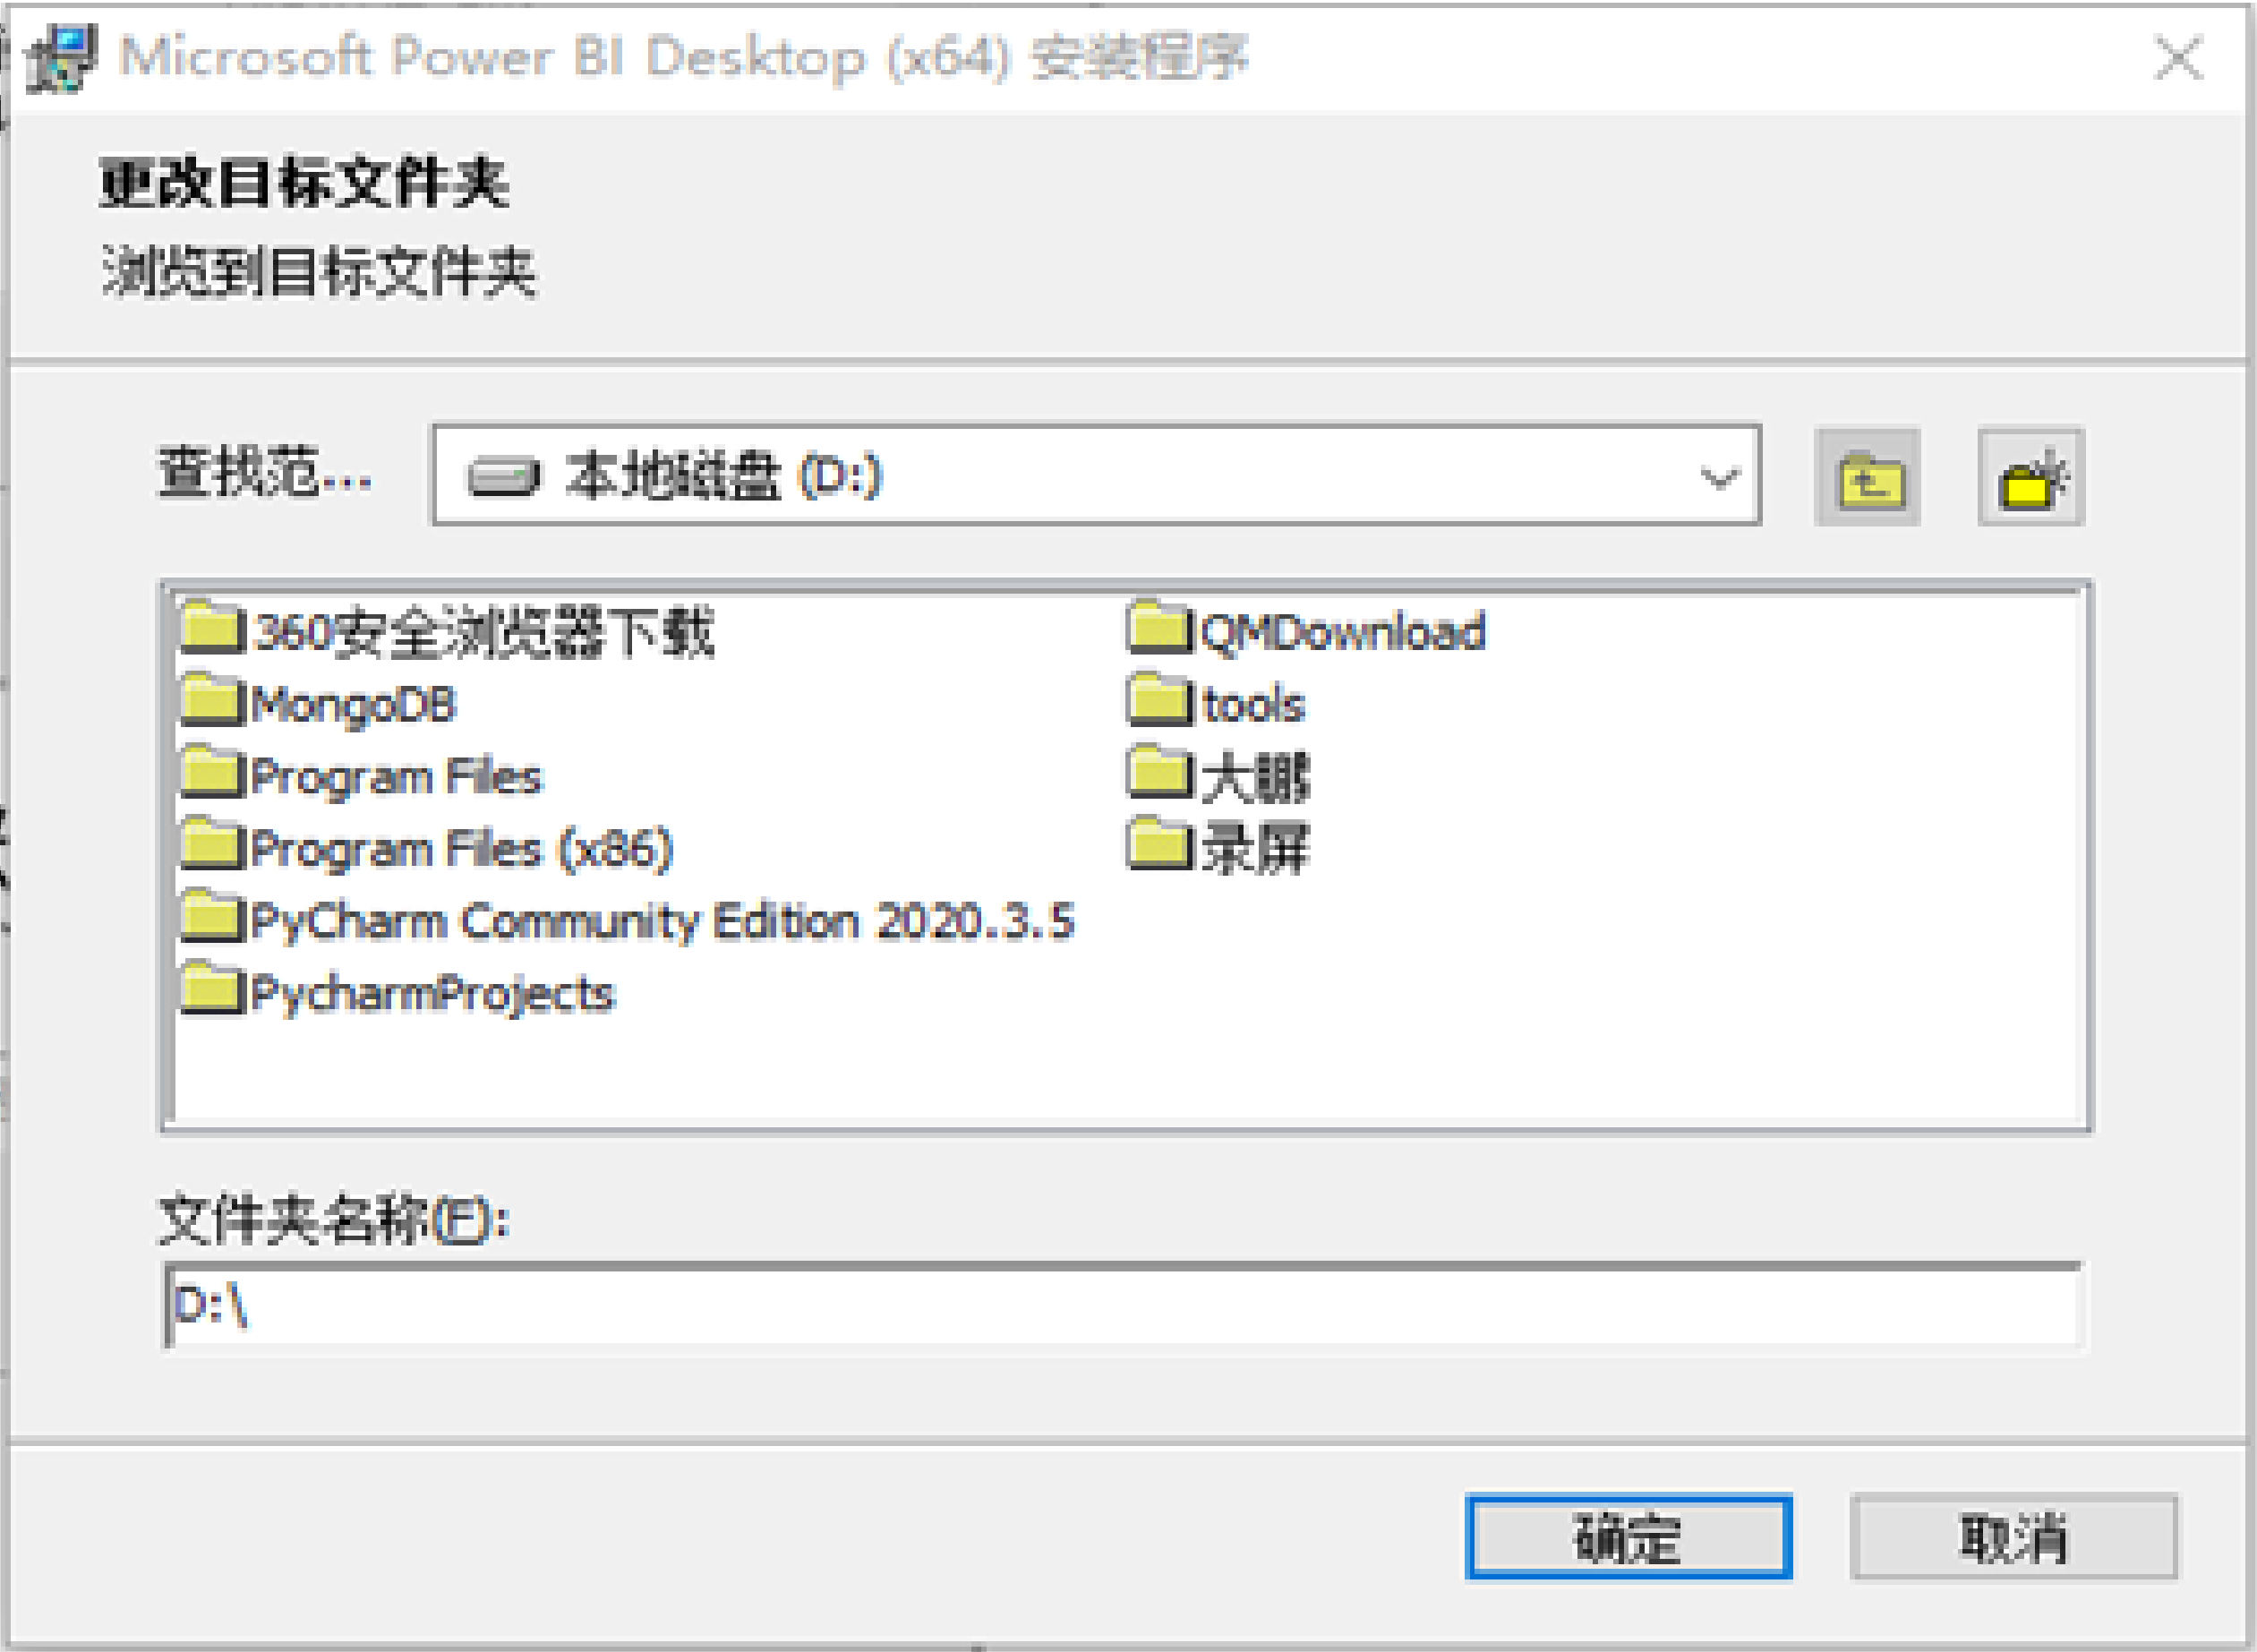 Microsoft Power BI Desktop (x64) 安装程序
更改目标文件夹
浏览到目标文件夹
查找范...
本地磁盘 (D:)
360安全浏览器下载
MongoDB
Program Files
Program Files (x86)
PyCharm Community Edition 2020.3.5
PycharmProjects
QMDownload
tools
大鹏
录屏
文件夹名称(F):
D:\
确定
取消